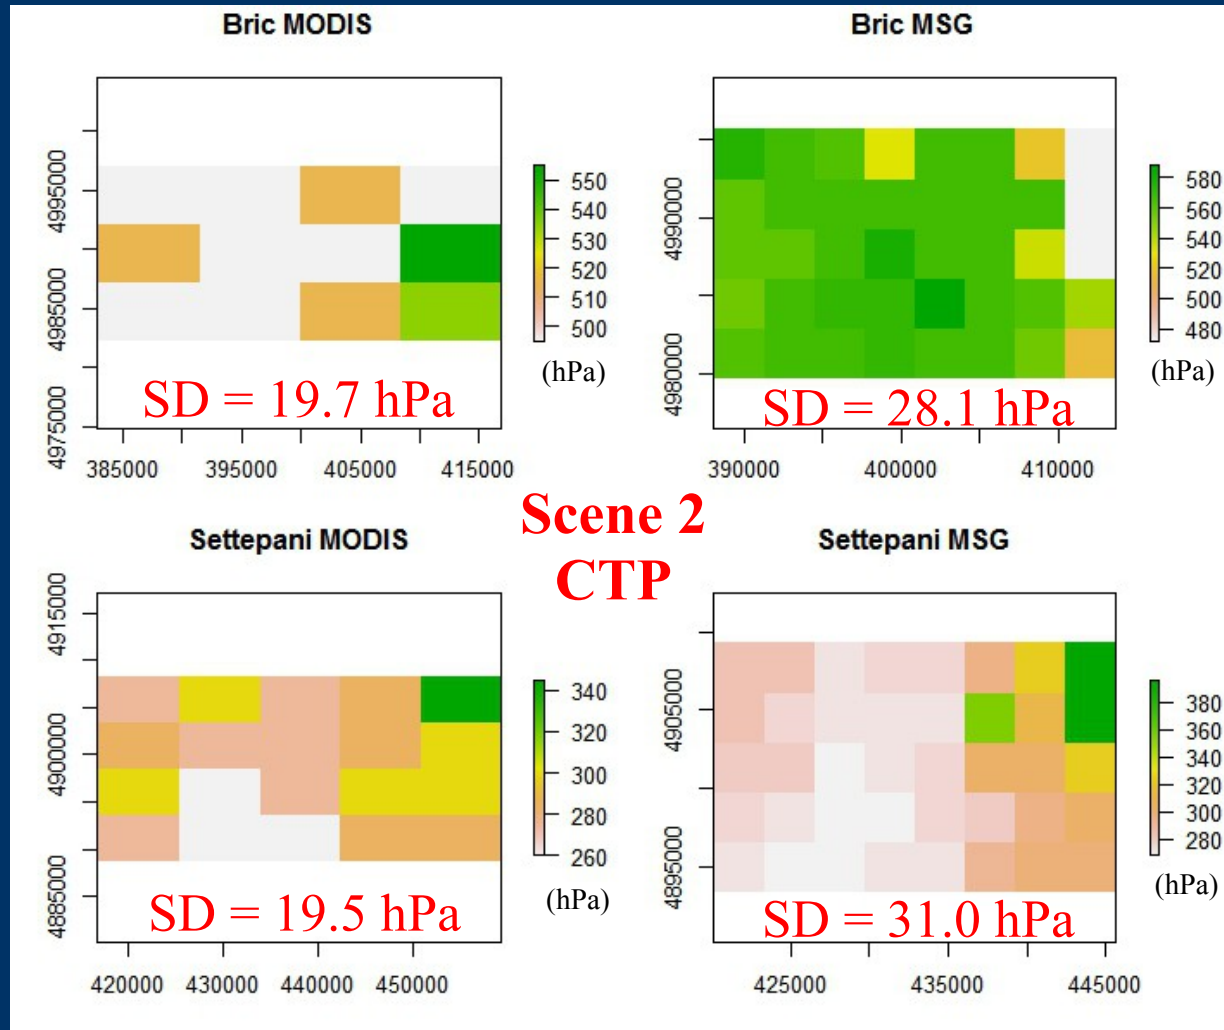 Bric MODIS
4995000
4985000
4975000
385000 395000 405000 415000
550
540
530
520
510
500
(hPa)
SD = 19.7 hPa
Bric MSG
4990000
4980000
390000 400000 410000
580
560
540
520
500
480
(hPa)
SD = 28.1 hPa
Scene 2
CTP
Settepani MODIS
4915000
4900000
4885000
420000 430000 440000 450000
340
320
300
280
260
(hPa)
SD = 19.5 hPa
Settepani MSG
4905000
4895000
425000 435000 445000
380
360
340
320
300
280
(hPa)
SD = 31.0 hPa